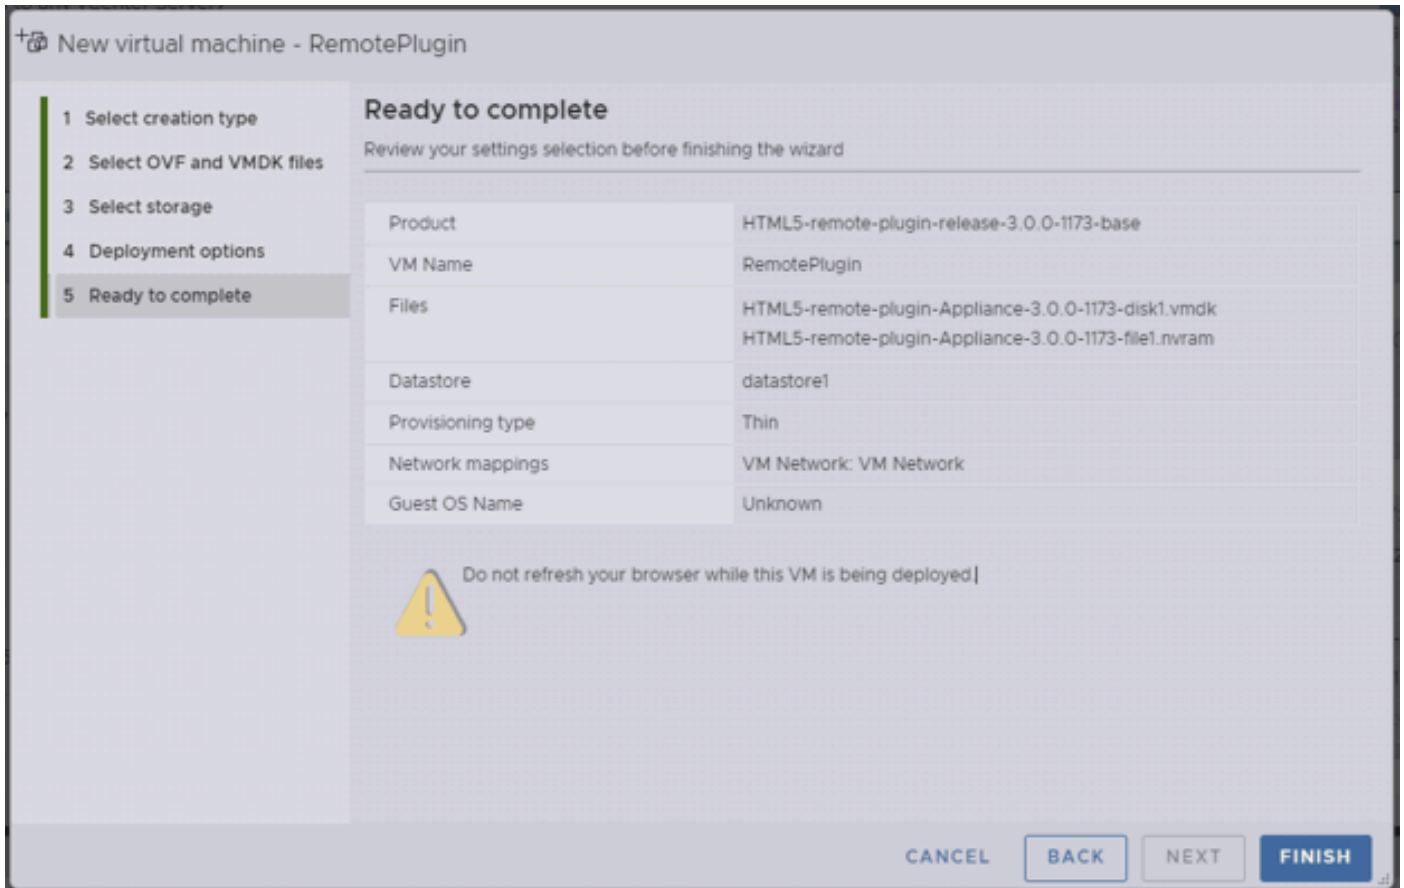 New virtual machine - RemotePlugin
1 Select creation type
2 Select OVF and VMDK files
3 Select storage
4 Deployment options
5 Ready to complete
Ready to complete
Review your settings selection before finishing the wizard
Product HTML5-remote-plugin-release-3.0.0-1173-base
VM Name RemotePlugin
Files HTML5-remote-plugin-Appliance-3.0.0-1173-disk1.vmdk
HTML5-remote-plugin-Appliance-3.0.0-1173-file1.nvram
Datastore datastore1
Provisioning type Thin
Network mappings VM Network: VM Network
Guest OS Name Unknown
Do not refresh your browser while this VM is being deployed.
CANCEL BACK NEXT FINISH